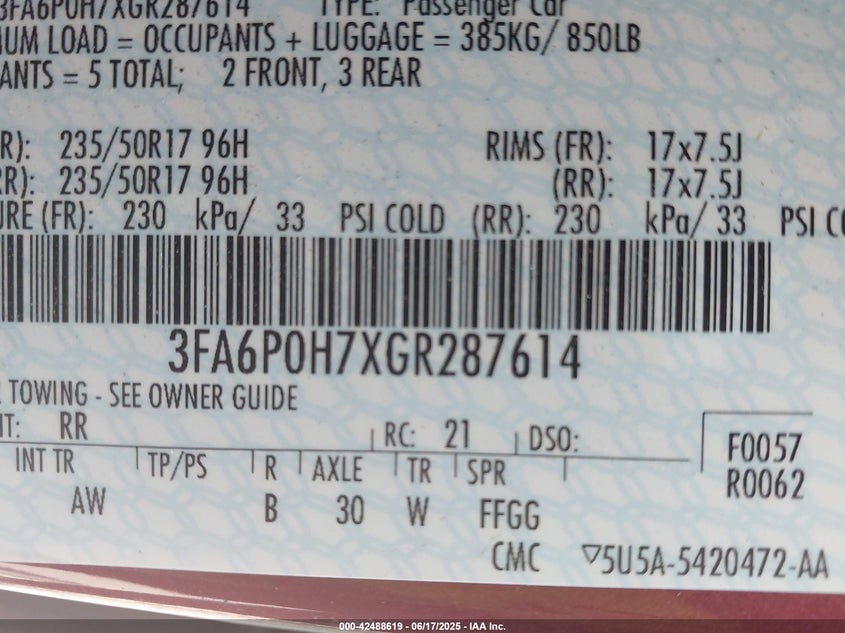 3FA6P0H7XGR287614 TYPE: Passenger Car
UM LOAD = OCCUPANTS + LUGGAGE = 385KG/ 850LB
ANTS = 5 TOTAL; 2 FRONT, 3 REAR
R): 235/50R17 96H RIMS (FR): 17x7.5J
RR): 235/50R17 96H (RR): 17x7.5J
URE (FR): 230 kPa/ 33 PSI COLD (RR): 230 kPa/ 33 PSI CO
3FA6P0H7XGR287614
TOWING - SEE OWNER GUIDE
T: RR RC: 21 DSO:
INT TR TP/PS R AXLE TR SPR
F0057
R0062
AW B 30 W FFGG
CMC ▽5U5A-5420472-AA
000-42488619 - 06/17/2025 - IAA Inc.